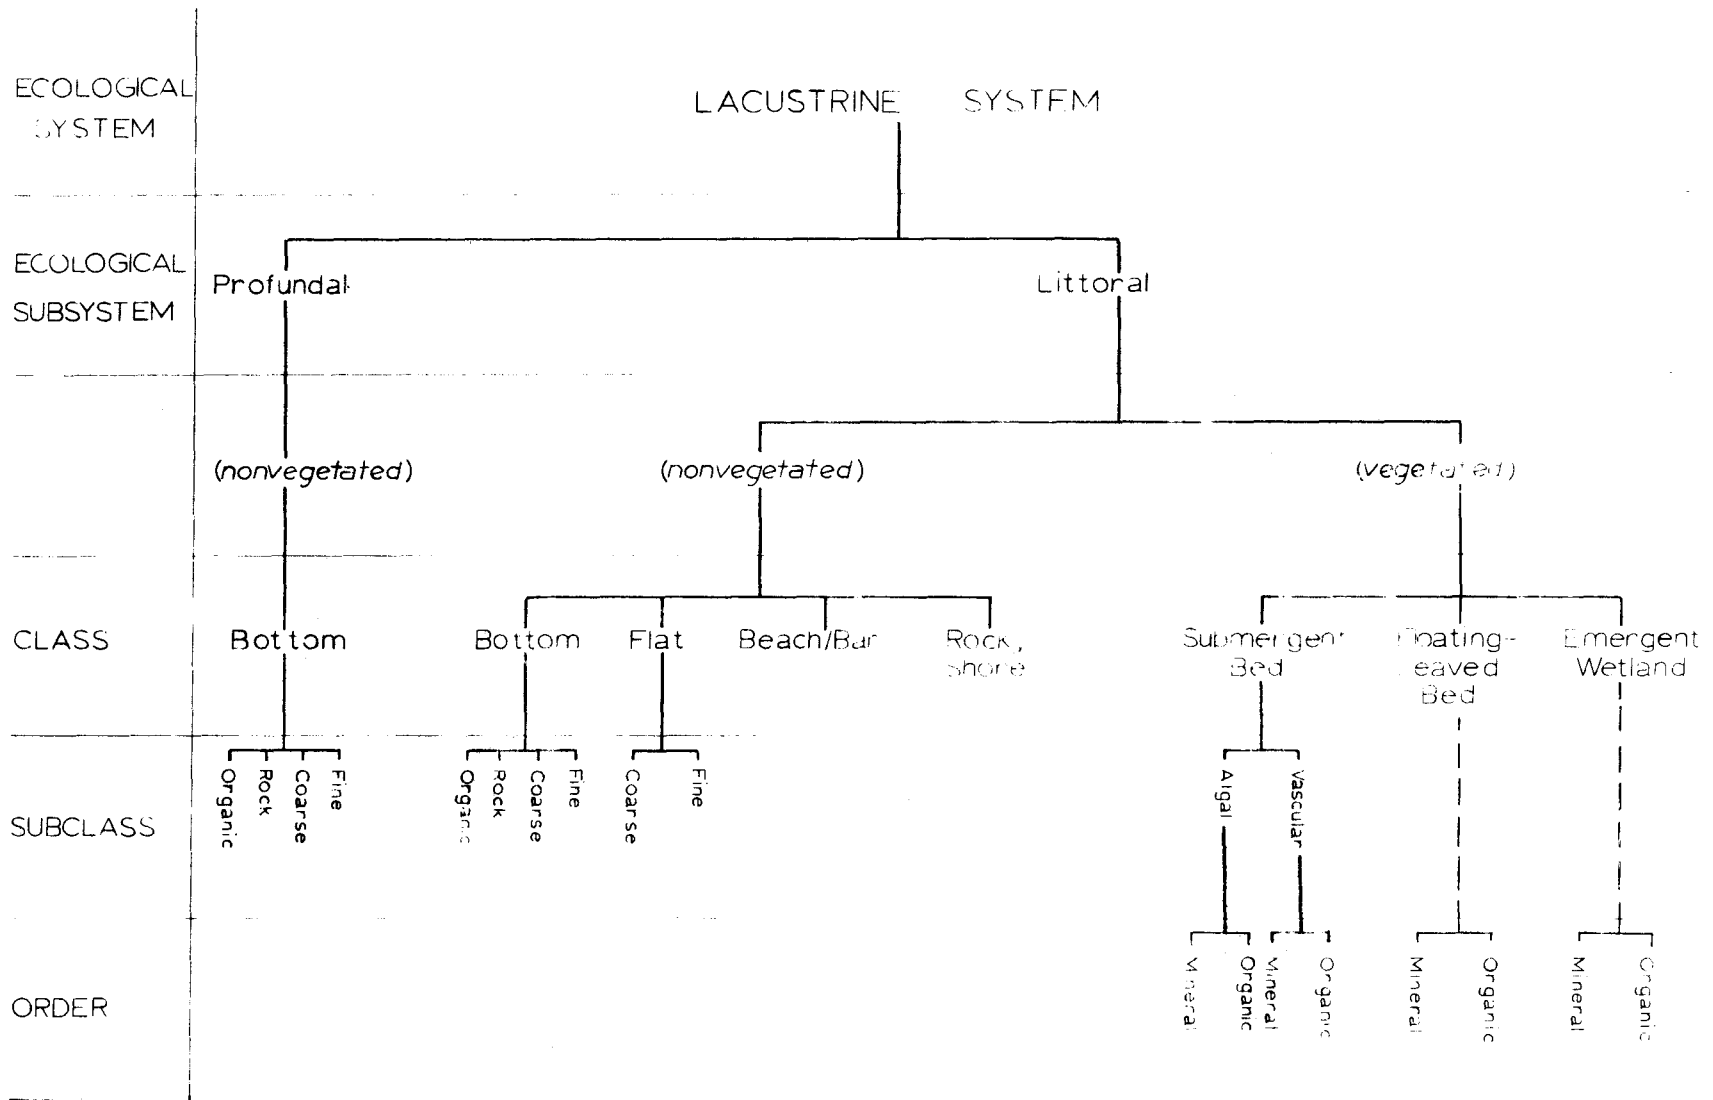 ECOLOGICAL
SYSTEM
LACUSTRINE SYSTEM
ECOLOGICAL
SUBSYSTEM
Profundal
Littoral
(nonvegetated)
(nonvegetated)
(vegetated)
CLASS
Bottom
Bottom
Flat
Beach/Bar
Rock,
Shore
Submergent
Bed
Floating-
leaved
Bed
Emergent
Wetland
SUBCLASS
Organic
Rock
Coarse
Fine
Organic
Rock
Coarse
Fine
Coarse
Fine
Algal
Vascular
ORDER
Mineral
Organic
Mineral
Organic
Mineral
Organic
Mineral
Organic